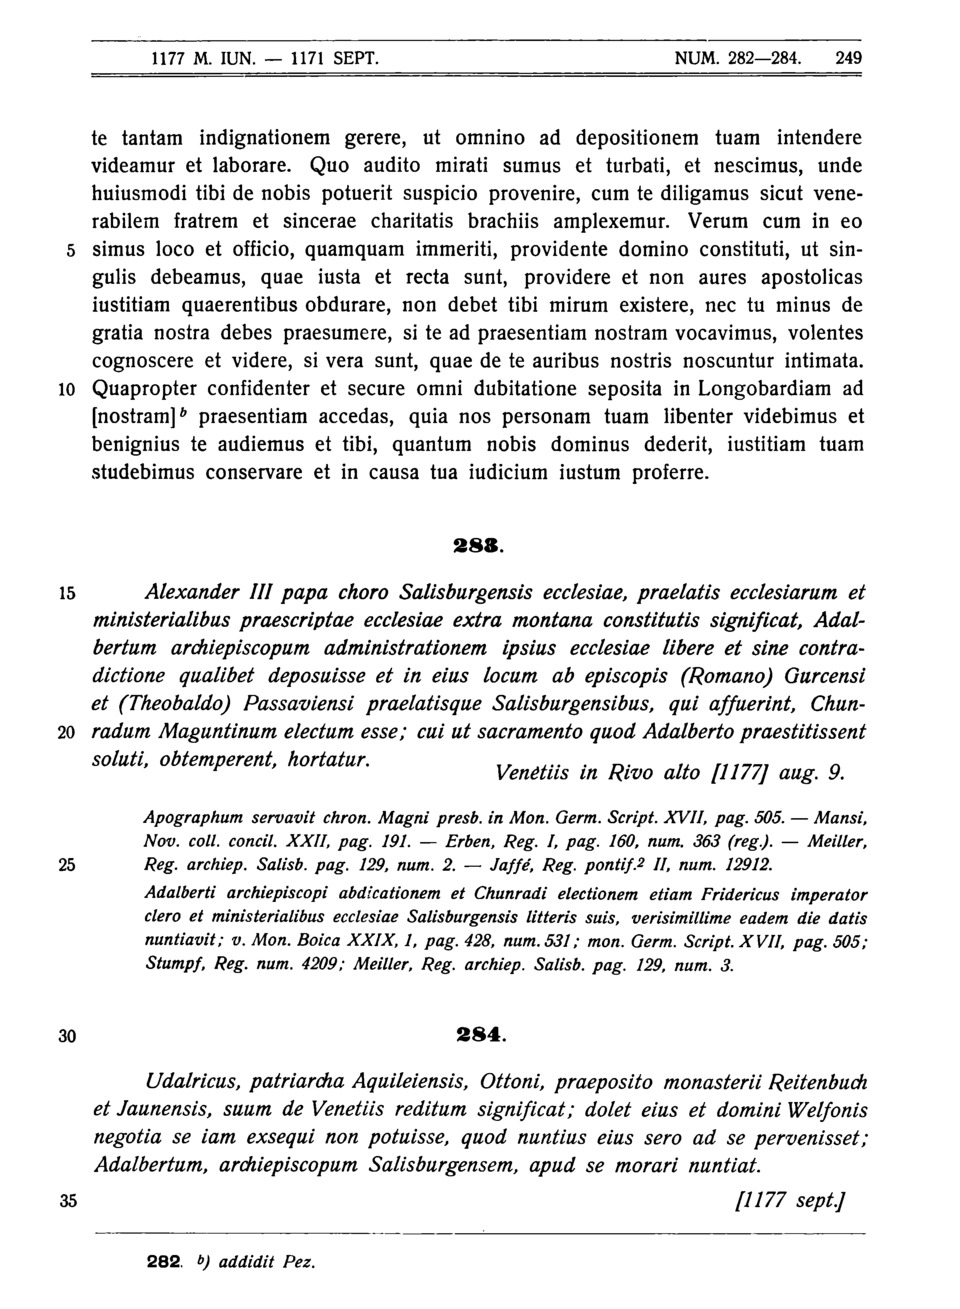 1177 M. IUN. — 1171 SEPT. NUM. 282—284. 249
te tantam indignationem gerere, ut omnino ad depositionem tuam intendere
videamur et laborare. Quo audito mirati sumus et turbati, et nescimus, unde
huiusmodi tibi de nobis potuerit suspicio provenire, cum te diligamus sicut vene-
rabilem fratrem et sincerae charitatis brachiis amplexemur. Verum cum in eo
5 simus loco et officio, quamquam immeriti, providente domino constituti, ut sin-
gulis debeamus, quae iusta et recta sunt, providere et non aures apostolicas
iustitiam quaerentibus obdurare, non debet tibi mirum existere, nec tu minus de
gratia nostra debes praesumere, si te ad praesentiam nostram vocavimus, volentes
cognoscere et videre, si vera sunt, quae de te auribus nostris noscuntur intimata.
10 Quapropter confidenter et secure omni dubitatione seposita in Longobardiam ad
[nostram] b praesentiam accedas, quia nos personam tuam libenter videbimus et
benignius te audiemus et tibi, quantum nobis dominus dederit, iustitiam tuam
studebimus conservare et in causa tua iudicium iustum proferre.
283.
15 Alexander III papa choro Salisburgensis ecclesiae, praelatis ecclesiarum et
ministerialibus praescriptae ecclesiae extra montana constitutis significat, Adal-
bertum archiepiscopum administrationem ipsius ecclesiae libere et sine contra-
dictione qualibet deposuisse et in eius locum ab episcopis (Romano) Gurcensi
et (Theobaldo) Passaviensi praelatisque Salisburgensibus, qui affuerint, Chun-
20 radum Maguntinum electum esse; cui ut sacramento quod Adalberto praestitissent
soluti, obtemperent, hortatur.
Venetiis in Rivo alto [1177] aug. 9.
Apographum servavit chron. Magni presb. in Mon. Germ. Script. XVII, pag. 505. — Mansi,
Nov. coll. concil. XXII, pag. 191. — Erben, Reg. I, pag. 160, num. 363 (reg.). — Meiller,
25 Reg. archiep. Salisb. pag. 129, num. 2. — Jaffé, Reg. pontif.² II, num. 12912.
Adalberti archiepiscopi abdicationem et Chunradi electionem etiam Fridericus imperator
clero et ministerialibus ecclesiae Salisburgensis litteris suis, verisimillime eadem die datis
nuntiavit; v. Mon. Boica XXIX, 1, pag. 428, num. 531; mon. Germ. Script. XVII, pag. 505;
Stumpf, Reg. num. 4209; Meiller, Reg. archiep. Salisb. pag. 129, num. 3.
30 284.
Udalricus, patriarcha Aquileiensis, Ottoni, praeposito monasterii Reitenbuch
et Jaunensis, suum de Venetiis reditum significat; dolet eius et domini Welfonis
negotia se iam exsequi non potuisse, quod nuntius eius sero ad se pervenisset;
Adalbertum, archiepiscopum Salisburgensem, apud se morari nuntiat.
35 [1177 sept.]
282. b) addidit Pez.